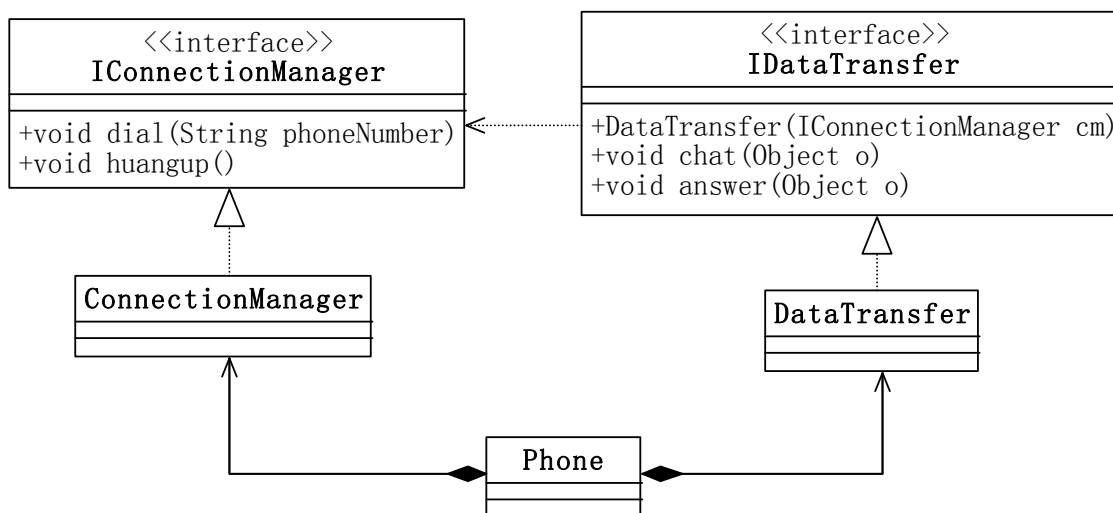 <<interface>>
IConnectionManager
+void dial(String phoneNumber)
+void huangup()
<<interface>>
IDataTransfer
+DataTransfer(IConnectionManager cm)
+void chat(Object o)
+void answer(Object o)
ConnectionManager
DataTransfer
Phone